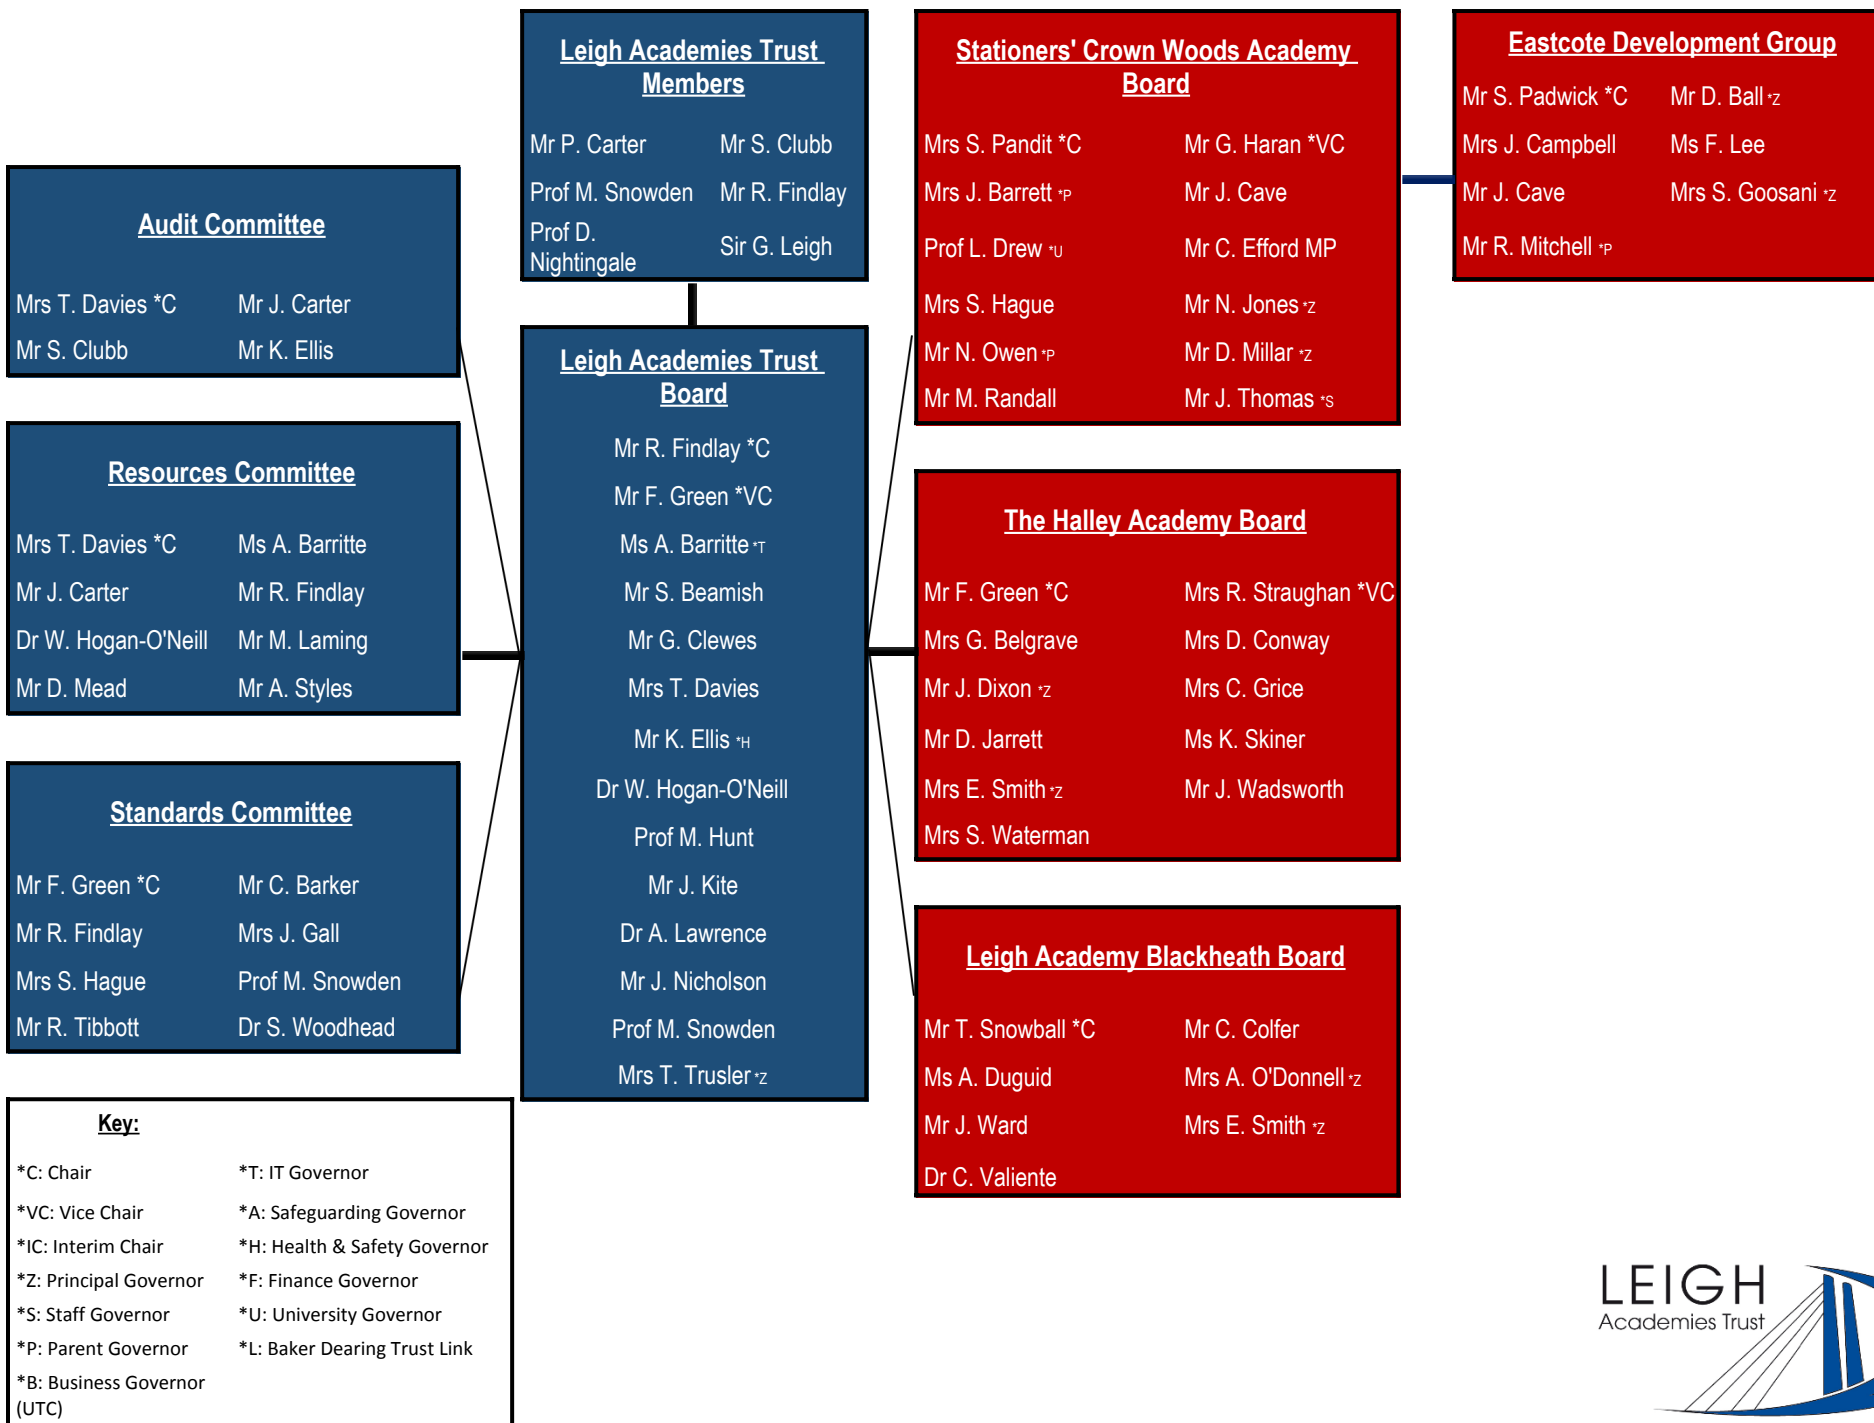 Leigh Academies Trust
Members
Mr P. Carter Mr S. Clubb
Prof M. Snowden Mr R. Findlay
Prof D.
Nightingale Sir G. Leigh
Stationers' Crown Woods Academy
Board
Mrs S. Pandit *C Mr G. Haran *VC
Mrs J. Barrett *P Mr J. Cave
Prof L. Drew *U Mr C. Efford MP
Mrs S. Hague Mr N. Jones *Z
Mr N. Owen *P Mr D. Millar *Z
Mr M. Randall Mr J. Thomas *S
Eastcote Development Group
Mr S. Padwick *C Mr D. Ball *Z
Mrs J. Campbell Ms F. Lee
Mr J. Cave Mrs S. Goosani *Z
Mr R. Mitchell *P
Audit Committee
Mrs T. Davies *C Mr J. Carter
Mr S. Clubb Mr K. Ellis
Resources Committee
Mrs T. Davies *C Ms A. Barritte
Mr J. Carter Mr R. Findlay
Dr W. Hogan-O'Neill Mr M. Laming
Mr D. Mead Mr A. Styles
Standards Committee
Mr F. Green *C Mr C. Barker
Mr R. Findlay Mrs J. Gall
Mrs S. Hague Prof M. Snowden
Mr R. Tibbott Dr S. Woodhead
Leigh Academies Trust
Board
Mr R. Findlay *C
Mr F. Green *VC
Ms A. Barritte *T
Mr S. Beamish
Mr G. Clewes
Mrs T. Davies
Mr K. Ellis *H
Dr W. Hogan-O'Neill
Prof M. Hunt
Mr J. Kite
Dr A. Lawrence
Mr J. Nicholson
Prof M. Snowden
Mrs T. Trusler *Z
The Halley Academy Board
Mr F. Green *C Mrs R. Straughan *VC
Mrs G. Belgrave Mrs D. Conway
Mr J. Dixon *Z Mrs C. Grice
Mr D. Jarrett Ms K. Skiner
Mrs E. Smith *Z Mr J. Wadsworth
Mrs S. Waterman
Leigh Academy Blackheath Board
Mr T. Snowball *C Mr C. Colfer
Ms A. Duguid Mrs A. O'Donnell *Z
Mr J. Ward Mrs E. Smith *Z
Dr C. Valiente
Key:
*C: Chair *T: IT Governor
*VC: Vice Chair *A: Safeguarding Governor
*IC: Interim Chair *H: Health & Safety Governor
*Z: Principal Governor *F: Finance Governor
*S: Staff Governor *U: University Governor
*P: Parent Governor *L: Baker Dearing Trust Link
*B: Business Governor
(UTC)
LEIGH
Academies Trust